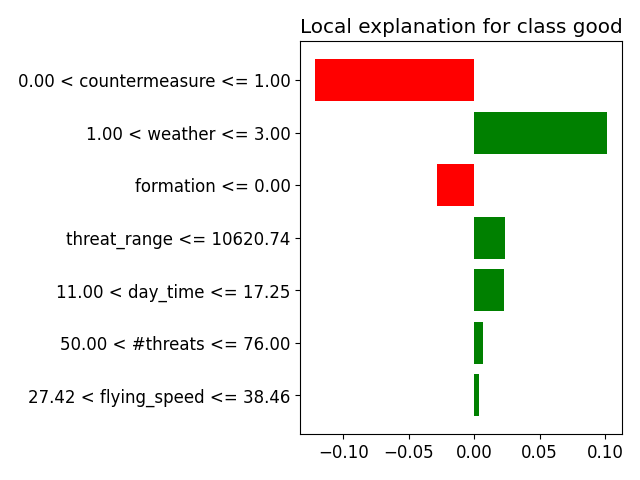 Local explanation for class good
0.00 < countermeasure <= 1.00
1.00 < weather <= 3.00
formation <= 0.00
threat_range <= 10620.74
11.00 < day_time <= 17.25
50.00 < #threats <= 76.00
27.42 < flying_speed <= 38.46
−0.10 −0.05 0.00 0.05 0.10